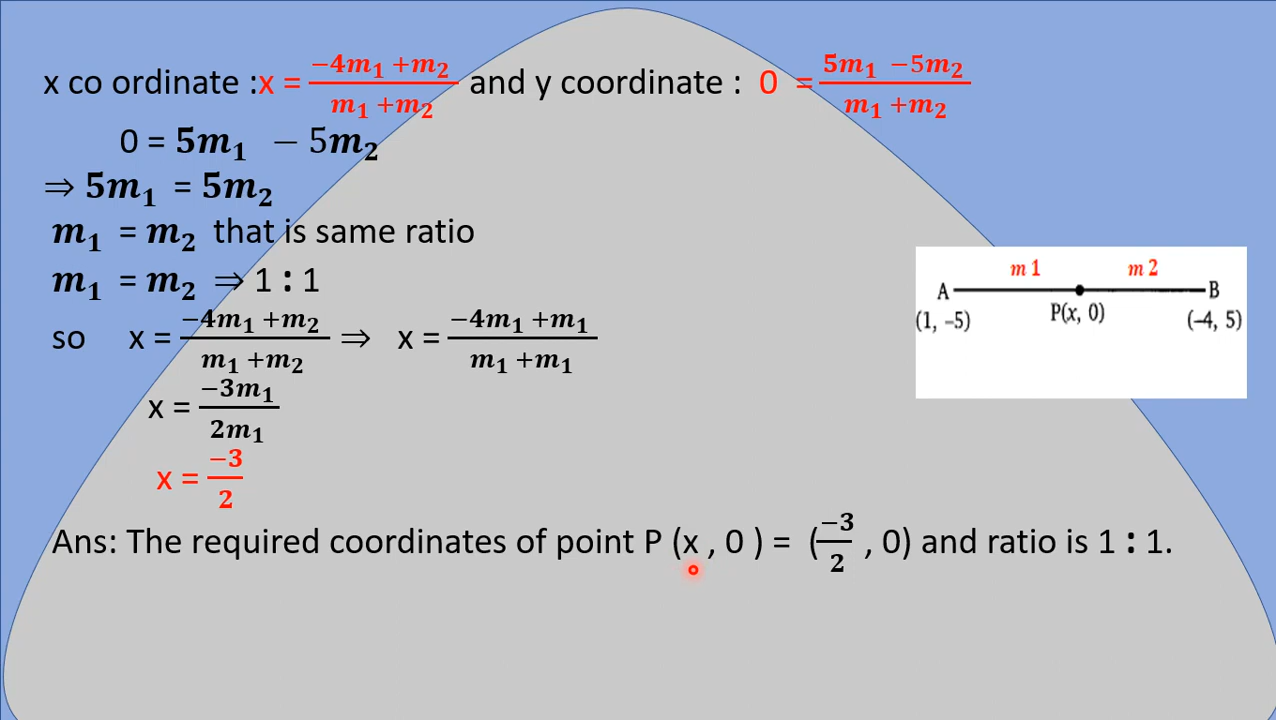 x co ordinate :x = (−4m₁ +m₂)/(m₁ +m₂) and y coordinate : 0 = (5m₁ −5m₂)/(m₁ +m₂)
0 = 5m₁ − 5m₂
⇒ 5m₁ = 5m₂
m₁ = m₂ that is same ratio
m₁ = m₂ ⇒ 1 : 1
so x = (−4m₁ +m₂)/(m₁ +m₂) ⇒ x = (−4m₁ +m₁)/(m₁ +m₁)
x = (−3m₁)/(2m₁)
x = −3/2
Ans: The required coordinates of point P (x , 0 ) = (−3/2 , 0) and ratio is 1 : 1.
m 1 m 2
A B
(1, –5) P(x, 0) (–4, 5)